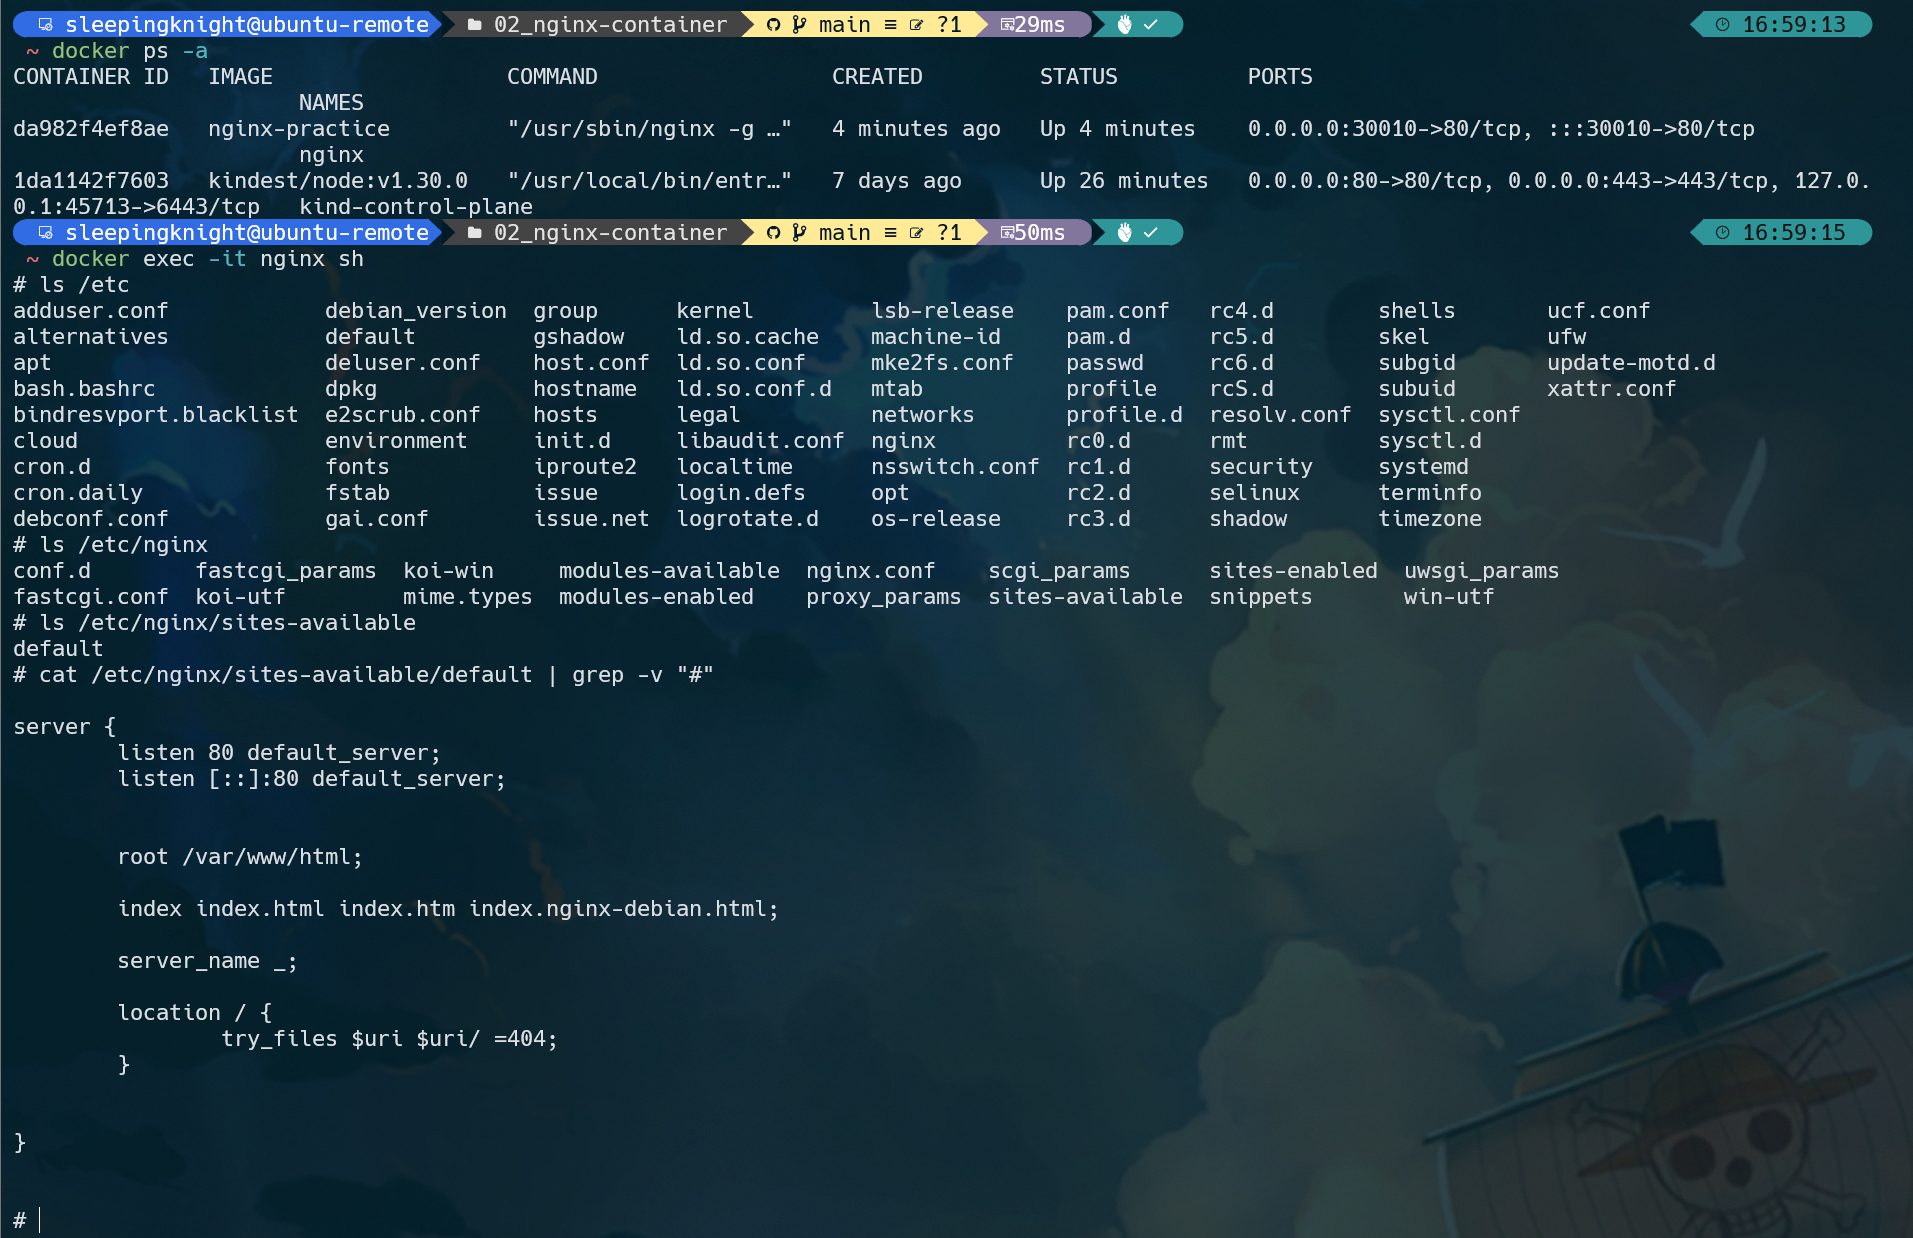 sleepingknight@ubuntu-remote 02_nginx-container main ≡ ?1 29ms ✓ 16:59:13
~ docker ps -a
CONTAINER ID   IMAGE                  COMMAND                  CREATED         STATUS          PORTS
                      NAMES
da982f4ef8ae   nginx-practice         "/usr/sbin/nginx -g …"   4 minutes ago   Up 4 minutes    0.0.0.0:30010->80/tcp, :::30010->80/tcp
                      nginx
1da1142f7603   kindest/node:v1.30.0   "/usr/local/bin/entr…"   7 days ago      Up 26 minutes   0.0.0.0:80->80/tcp, 0.0.0.0:443->443/tcp, 127.0.
0.1:45713->6443/tcp   kind-control-plane
sleepingknight@ubuntu-remote 02_nginx-container main ≡ ?1 50ms ✓ 16:59:15
~ docker exec -it nginx sh
# ls /etc
adduser.conf            debian_version  group      kernel        lsb-release    pam.conf   rc4.d        shells       ucf.conf
alternatives            default         gshadow    ld.so.cache   machine-id     pam.d      rc5.d        skel         ufw
apt                     deluser.conf    host.conf  ld.so.conf    mke2fs.conf    passwd     rc6.d        subgid       update-motd.d
bash.bashrc             dpkg            hostname   ld.so.conf.d  mtab           profile    rcS.d        subuid       xattr.conf
bindresvport.blacklist  e2scrub.conf    hosts      legal         networks       profile.d  resolv.conf  sysctl.conf
cloud                   environment     init.d     libaudit.conf  nginx          rc0.d      rmt          sysctl.d
cron.d                  fonts           iproute2   localtime     nsswitch.conf  rc1.d      security     systemd
cron.daily              fstab           issue      login.defs    opt            rc2.d      selinux      terminfo
debconf.conf            gai.conf        issue.net  logrotate.d   os-release     rc3.d      shadow       timezone
# ls /etc/nginx
conf.d        fastcgi_params  koi-win     modules-available  nginx.conf    scgi_params      sites-enabled  uwsgi_params
fastcgi.conf  koi-utf         mime.types  modules-enabled    proxy_params  sites-available  snippets       win-utf
# ls /etc/nginx/sites-available
default
# cat /etc/nginx/sites-available/default | grep -v "#"
server {
        listen 80 default_server;
        listen [::]:80 default_server;
        root /var/www/html;
        index index.html index.htm index.nginx-debian.html;
        server_name _;
        location / {
                try_files $uri $uri/ =404;
        }
}
#